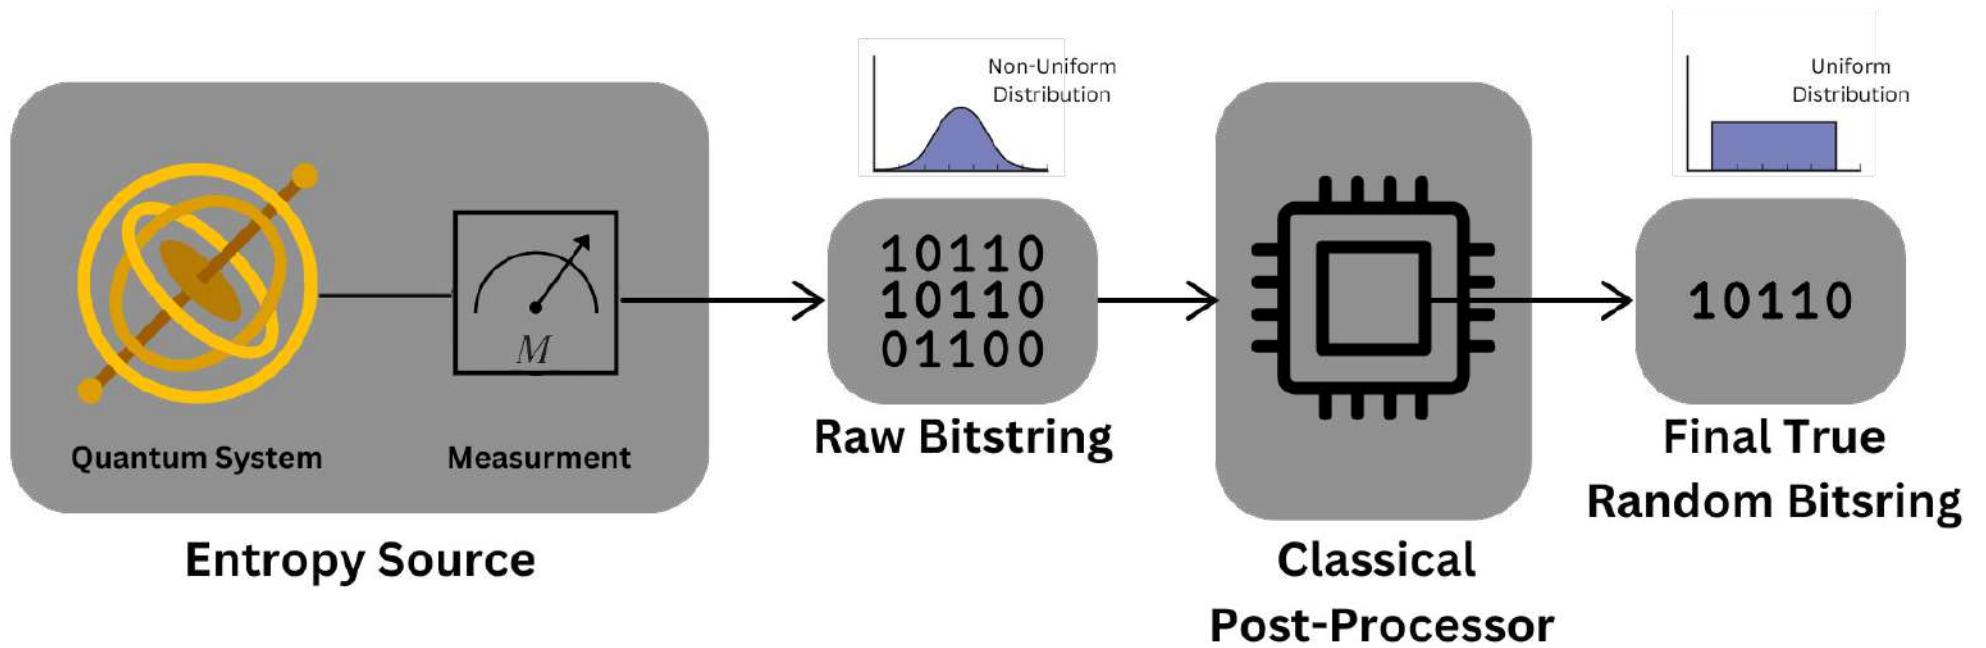 Non-Uniform
Distribution
Uniform
Distribution
10110
10110
01100
M
10110
Quantum System
Measurment
Raw Bitstring
Final True
Random Bitsring
Entropy Source
Classical
Post-Processor